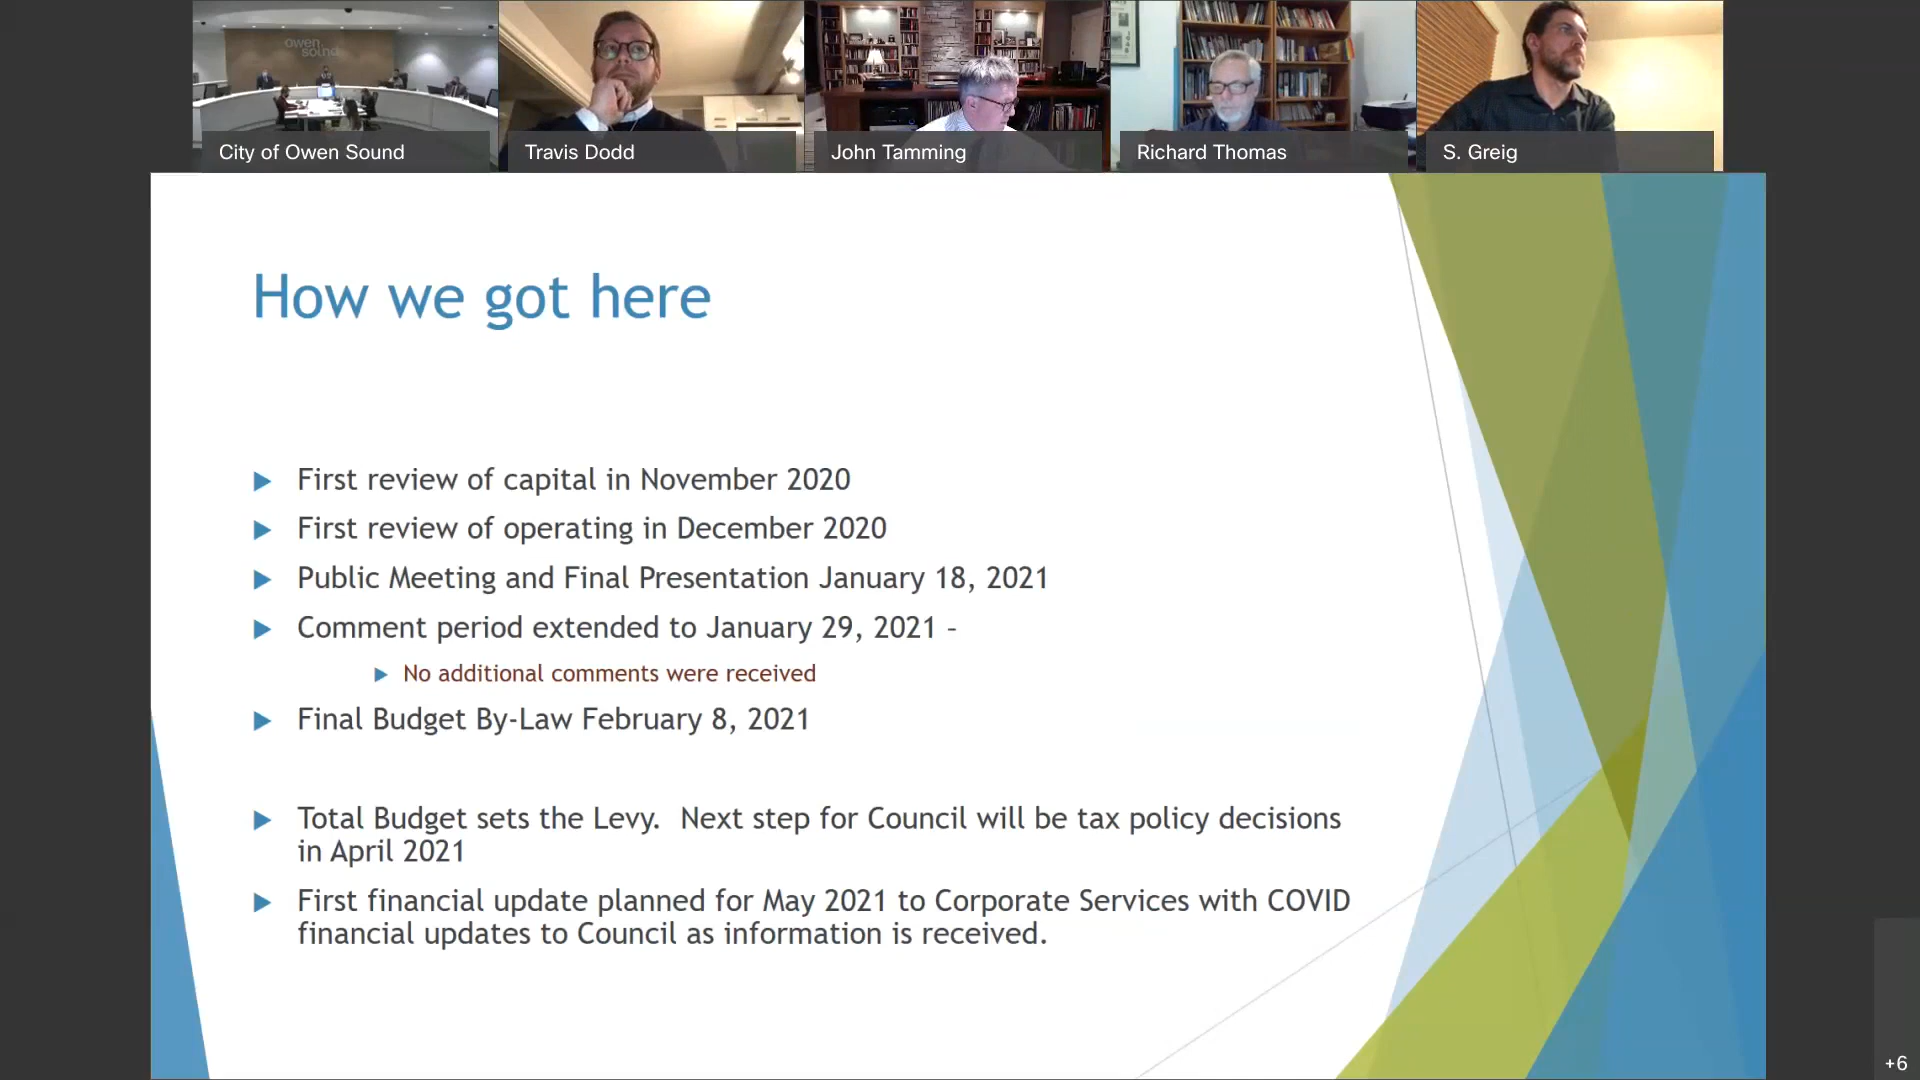 owen
sound
City of Owen Sound
Travis Dodd
John Tamming
Richard Thomas
S. Greig
How we got here
First review of capital in November 2020
First review of operating in December 2020
Public Meeting and Final Presentation January 18, 2021
Comment period extended to January 29, 2021 –
No additional comments were received
Final Budget By-Law February 8, 2021
Total Budget sets the Levy.  Next step for Council will be tax policy decisions
in April 2021
First financial update planned for May 2021 to Corporate Services with COVID
financial updates to Council as information is received.
+6